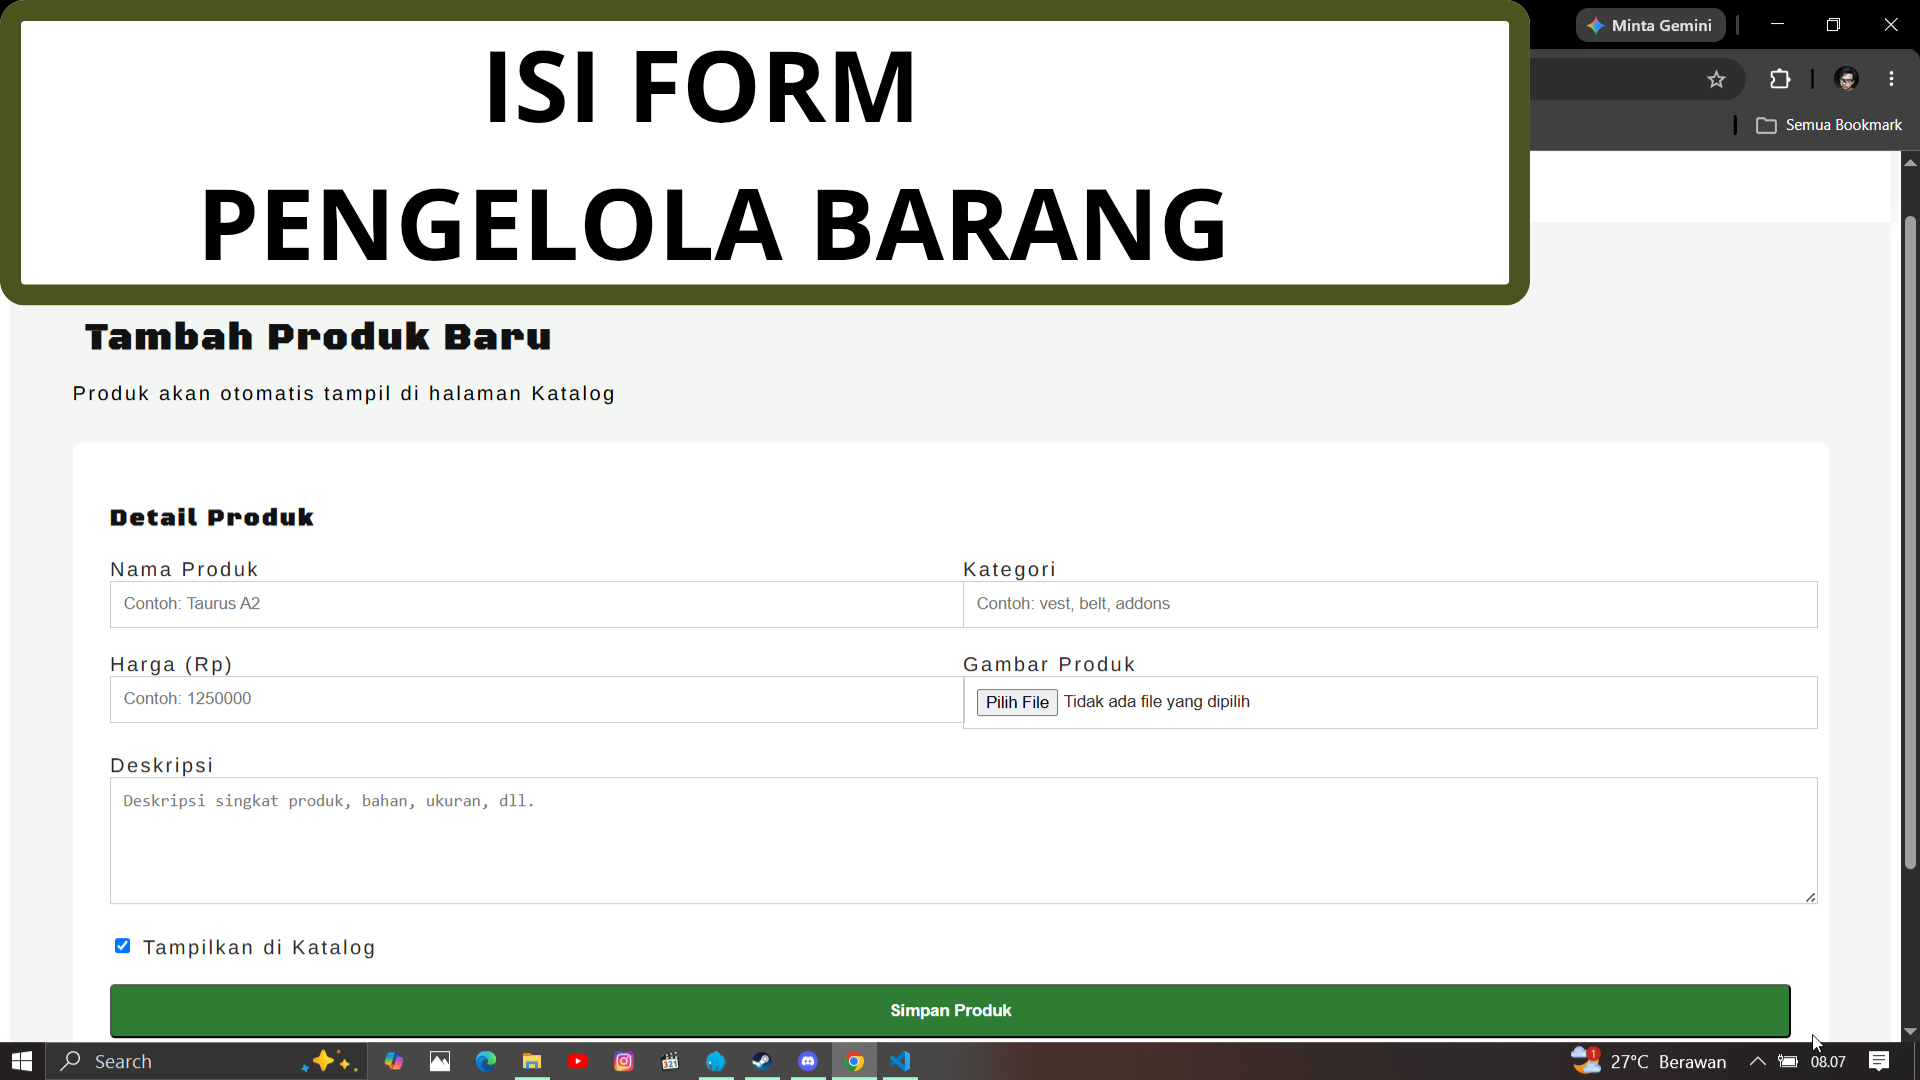 ISI FORM
PENGELOLA BARANG
Minta Gemini
Semua Bookmark
Tambah Produk Baru
Produk akan otomatis tampil di halaman Katalog
Detail Produk
Nama Produk
Kategori
Contoh: Taurus A2
Contoh: vest, belt, addons
Harga (Rp)
Gambar Produk
Contoh: 1250000
Pilih File Tidak ada file yang dipilih
Deskripsi
Deskripsi singkat produk, bahan, ukuran, dll.
Tampilkan di Katalog
Simpan Produk
Search
321
1
27°C Berawan
08.07